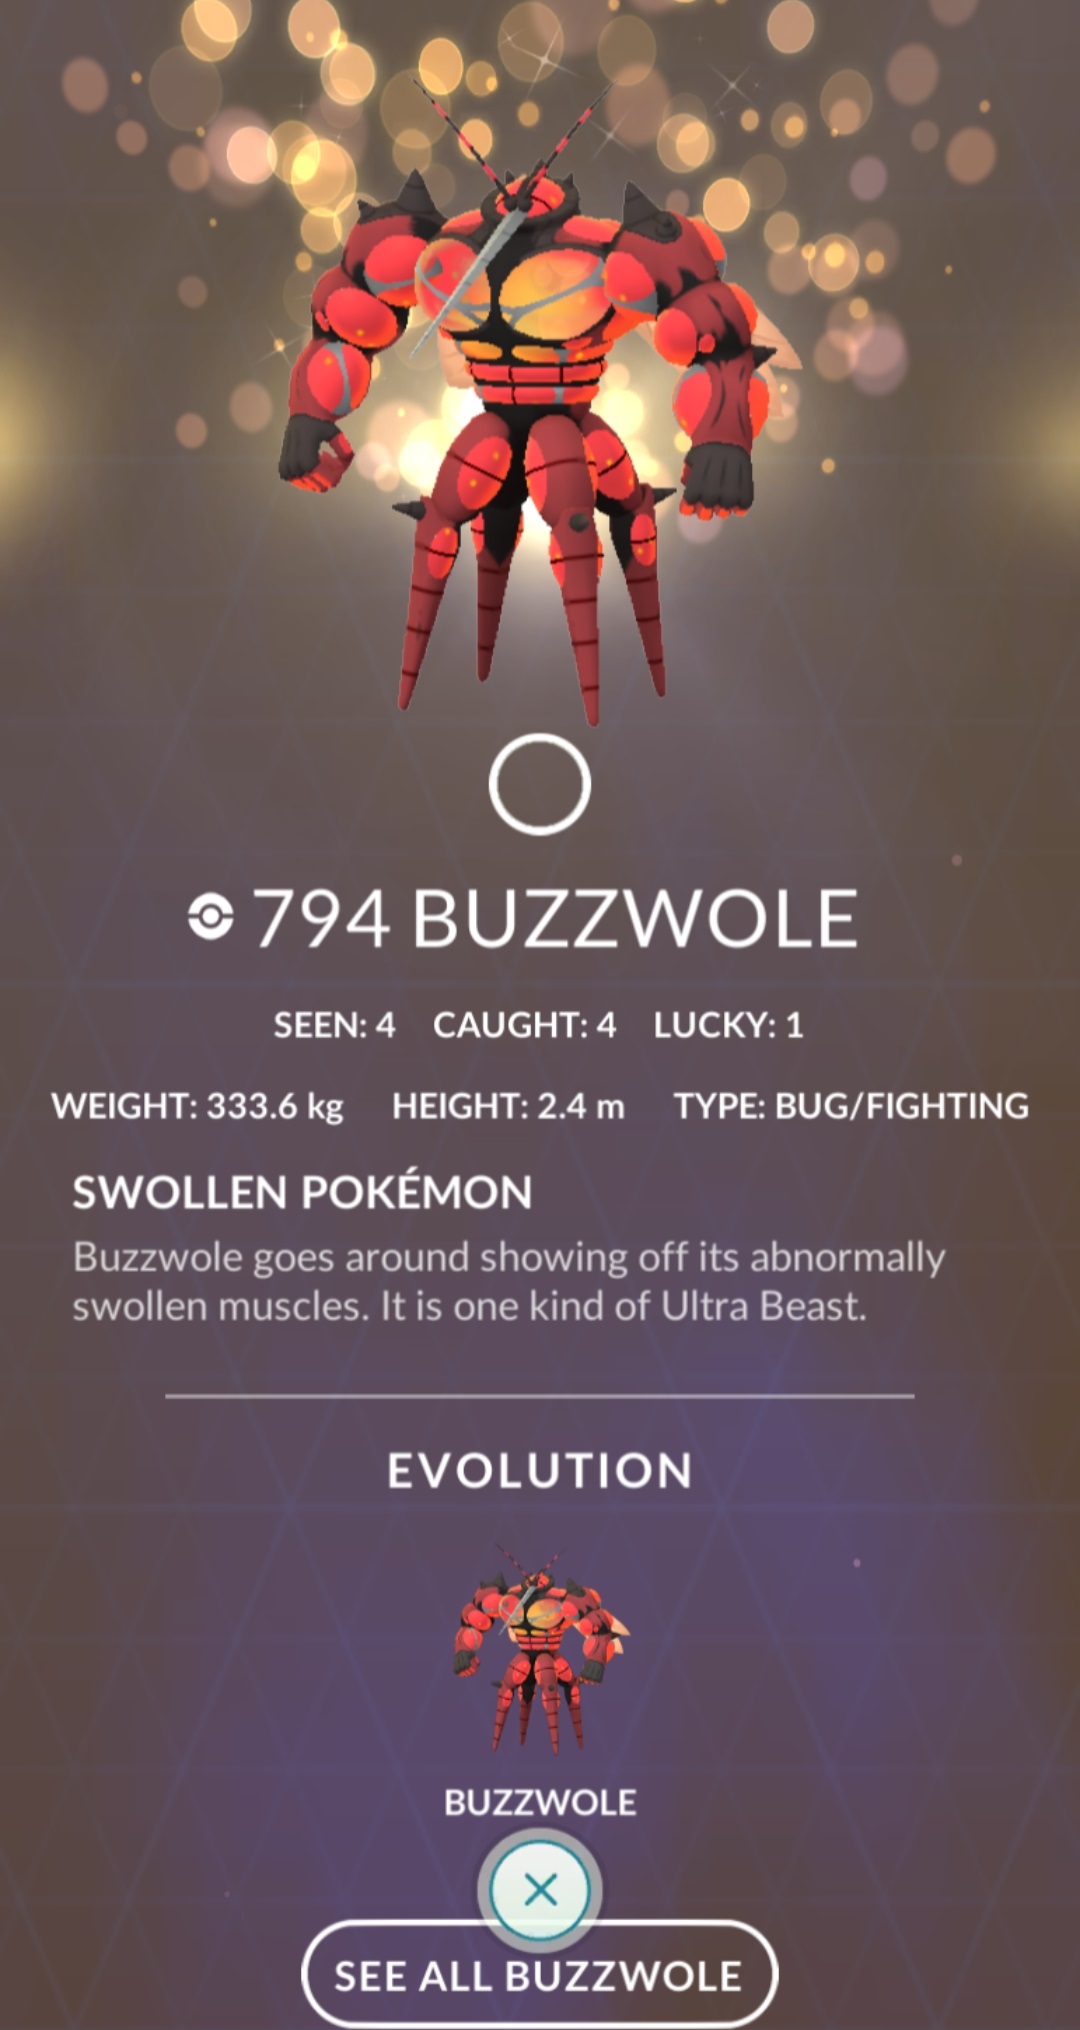 794 BUZZWOLE
SEEN: 4 CAUGHT: 4 LUCKY: 1
WEIGHT: 333.6 kg HEIGHT: 2.4 m TYPE: BUG/FIGHTING
SWOLLEN POKÉMON
Buzzwole goes around showing off its abnormally
swollen muscles. It is one kind of Ultra Beast.
EVOLUTION
BUZZWOLE
SEE ALL BUZZWOLE